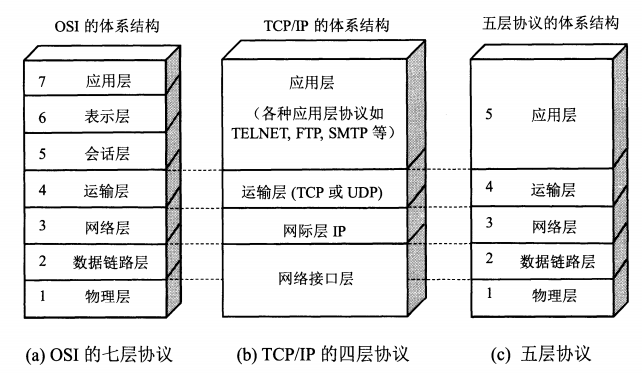 OSI 的体系结构
7 应用层
6 表示层
5 会话层
4 运输层
3 网络层
2 数据链路层
1 物理层
(a) OSI 的七层协议
TCP/IP 的体系结构
应用层
（各种应用层协议如
TELNET, FTP, SMTP 等）
运输层 (TCP 或 UDP)
网际层 IP
网络接口层
(b) TCP/IP 的四层协议
五层协议的体系结构
5 应用层
4 运输层
3 网络层
2 数据链路层
1 物理层
(c) 五层协议